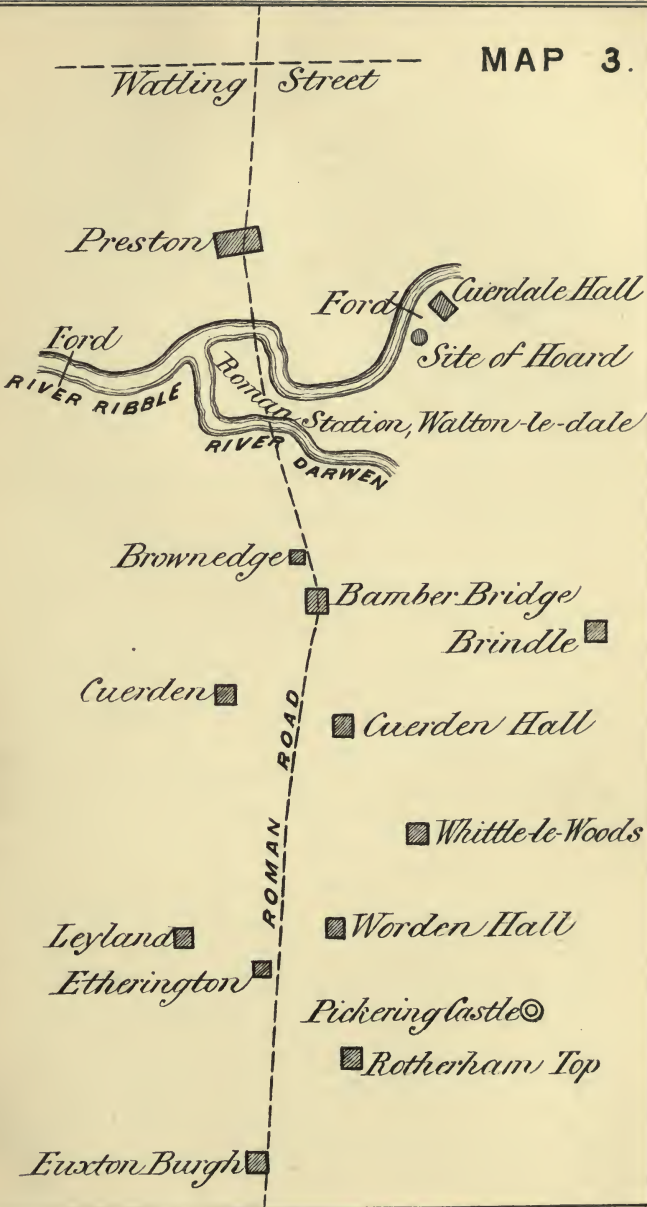 MAP 3.
Watling Street
Preston
Ford
Cuerdale Hall
Site of Hoard
Ford
RIVER RIBBLE
Roman Station, Walton-le-dale
RIVER DARWEN
Brownedge
Bamber Bridge
Brindle
Cuerden
Cuerden Hall
ROMAN ROAD
Whittle-le-Woods
Leyland
Worden Hall
Etherington
Pickering Castle
Rotherham Top
Euxton Burgh